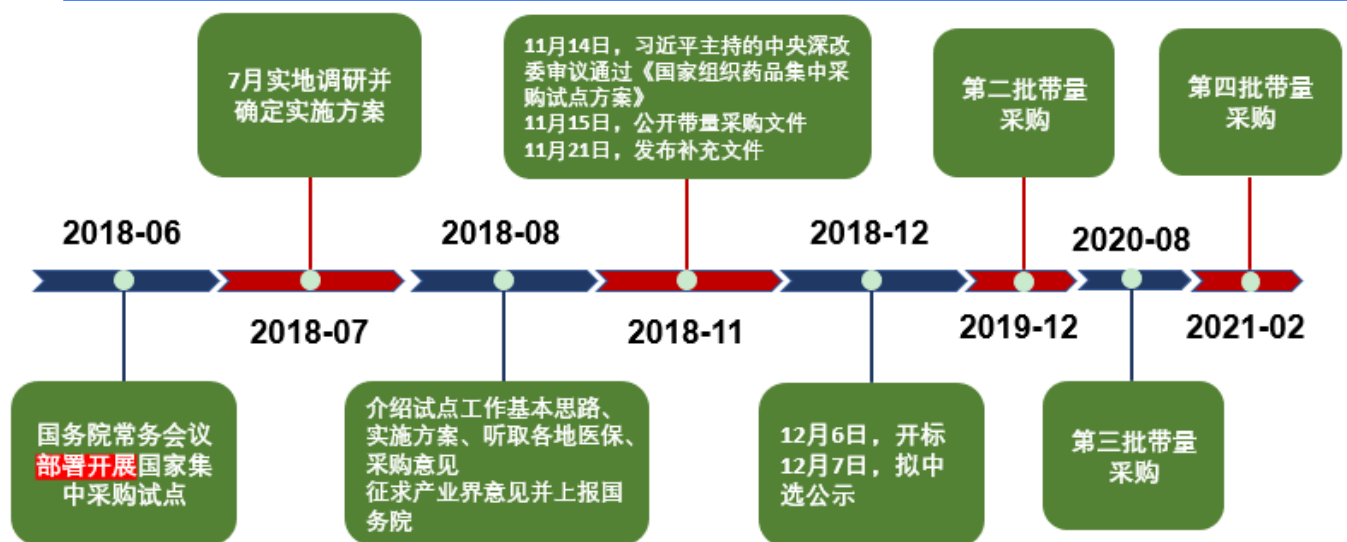 7月实地调研并
确定实施方案
11月14日，习近平主持的中央深改
委审议通过《国家组织药品集中采
购试点方案》
11月15日，公开带量采购文件
11月21日，发布补充文件
第二批带量
采购
第四批带量
采购
2018-06
2018-08
2018-12
2020-08
2018-07
2018-11
2019-12
2021-02
国务院常务会议
部署开展国家集
中采购试点
介绍试点工作基本思路、
实施方案、听取各地医保、
采购意见
征求产业界意见并上报国
务院
12月6日，开标
12月7日，拟中
选公示
第三批带量
采购